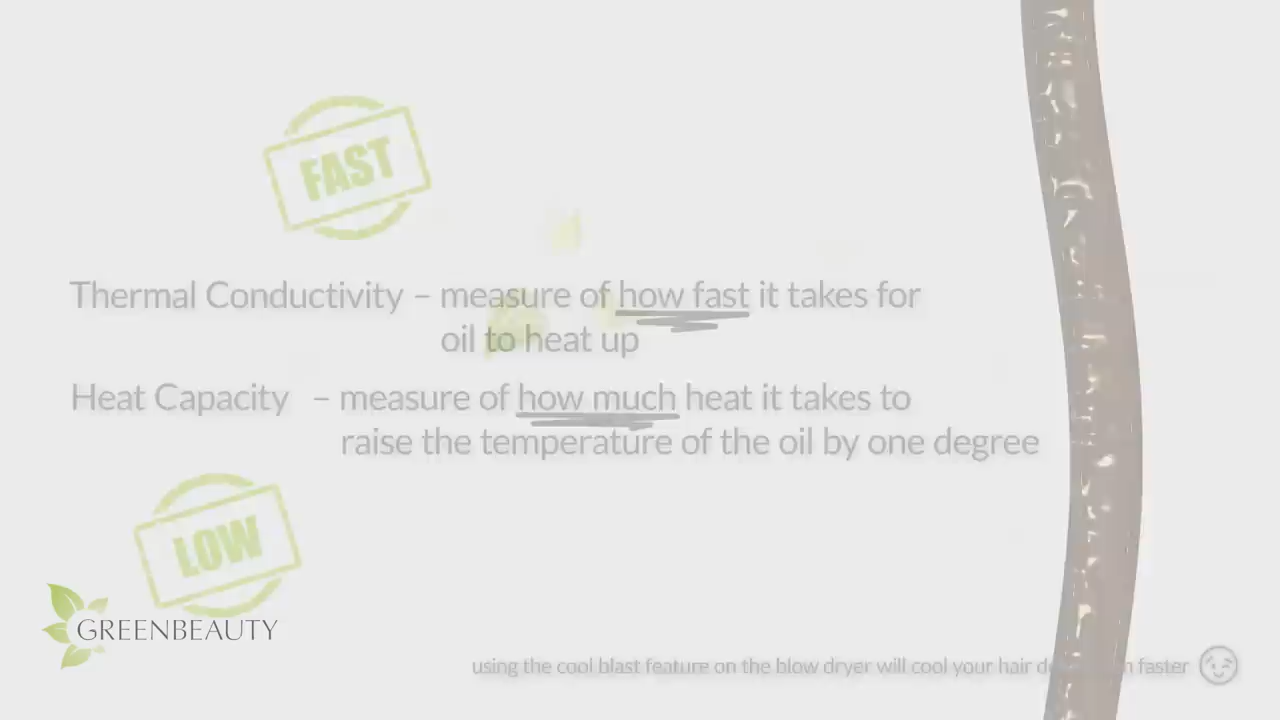 FAST
Thermal Conductivity – measure of how fast it takes for
oil to heat up
Heat Capacity – measure of how much heat it takes to
raise the temperature of the oil by one degree
LOW
GREENBEAUTY
using the cool blast feature on the blow dryer will cool your hair faster